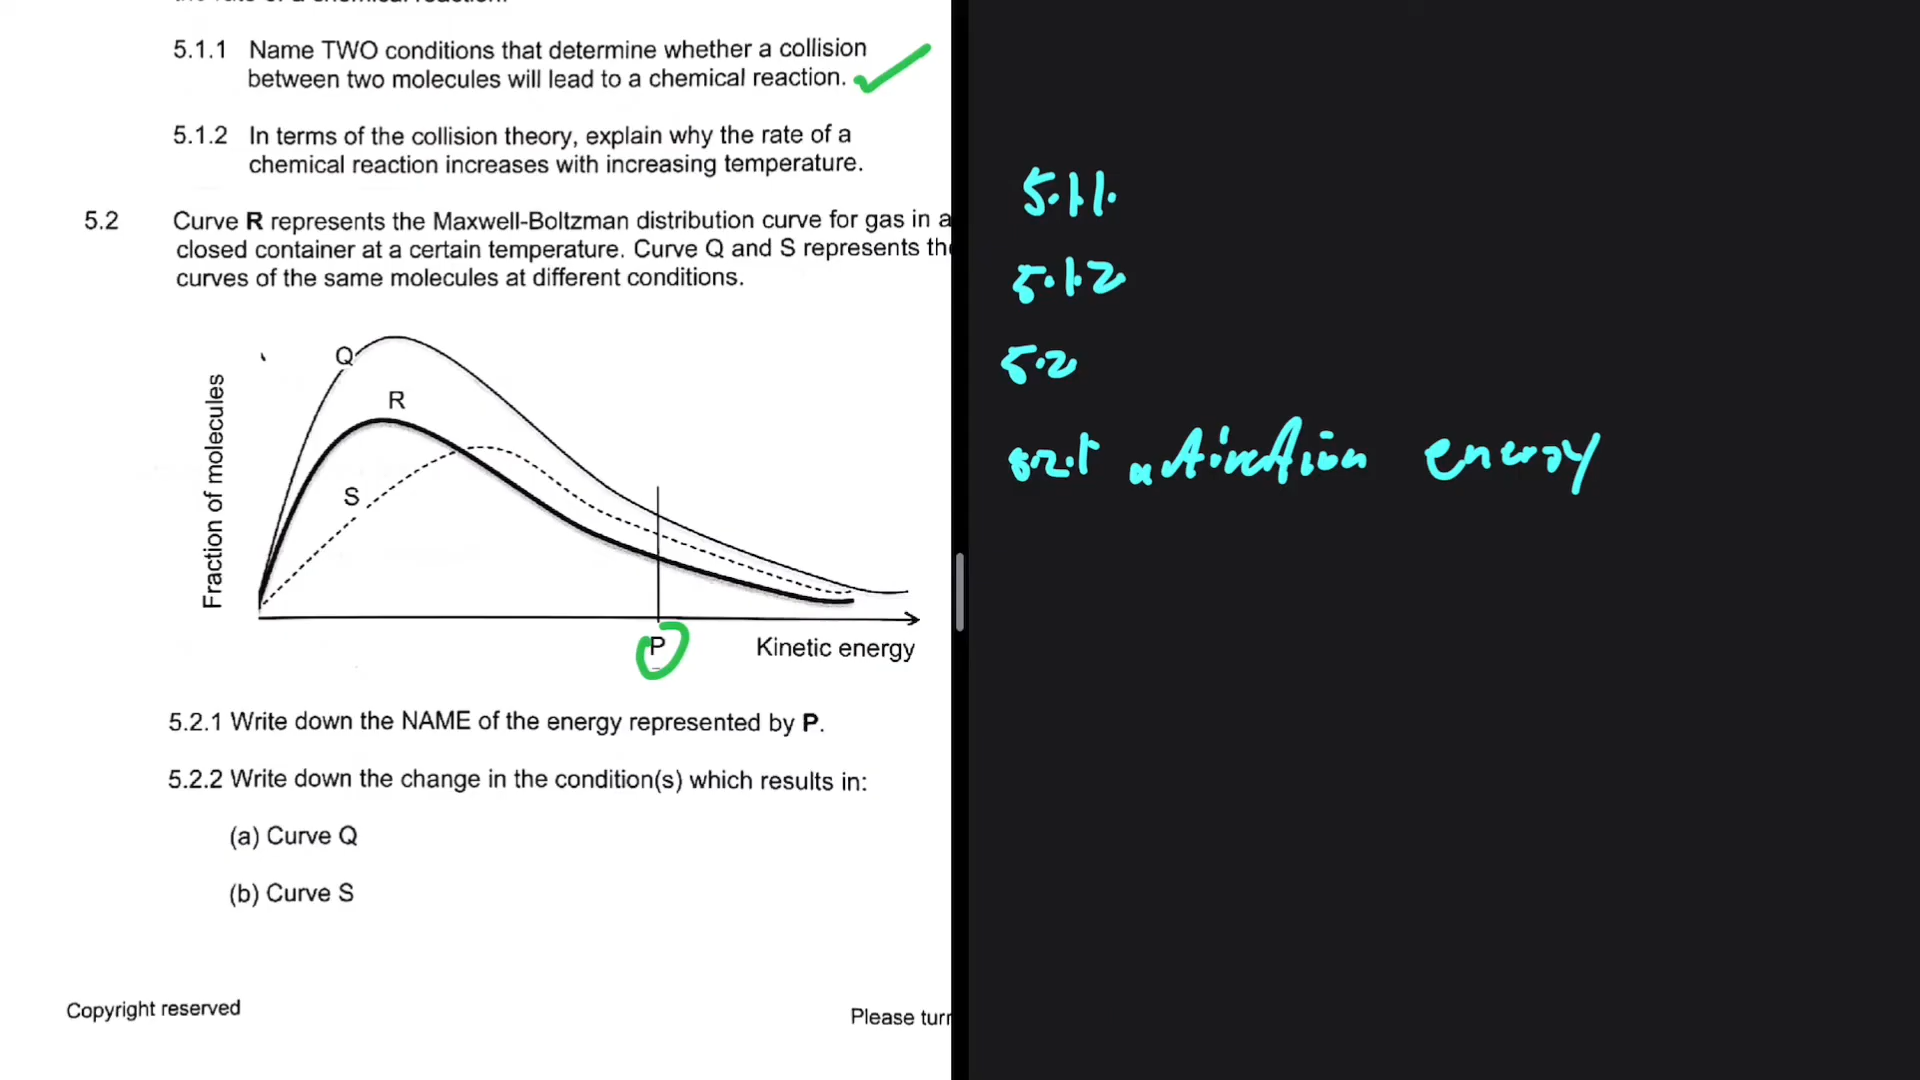 5.1.1 Name TWO conditions that determine whether a collision
between two molecules will lead to a chemical reaction.
5.1.2 In terms of the collision theory, explain why the rate of a
chemical reaction increases with increasing temperature.
5.2 Curve R represents the Maxwell-Boltzman distribution curve for gas in a
closed container at a certain temperature. Curve Q and S represents the
curves of the same molecules at different conditions.
Q
R
S
Fraction of molecules
P
Kinetic energy
5.2.1 Write down the NAME of the energy represented by P.
5.2.2 Write down the change in the condition(s) which results in:
(a) Curve Q
(b) Curve S
Copyright reserved
Please turn
5.1.1.
5.1.2
5.2
5.2.1 activation energy